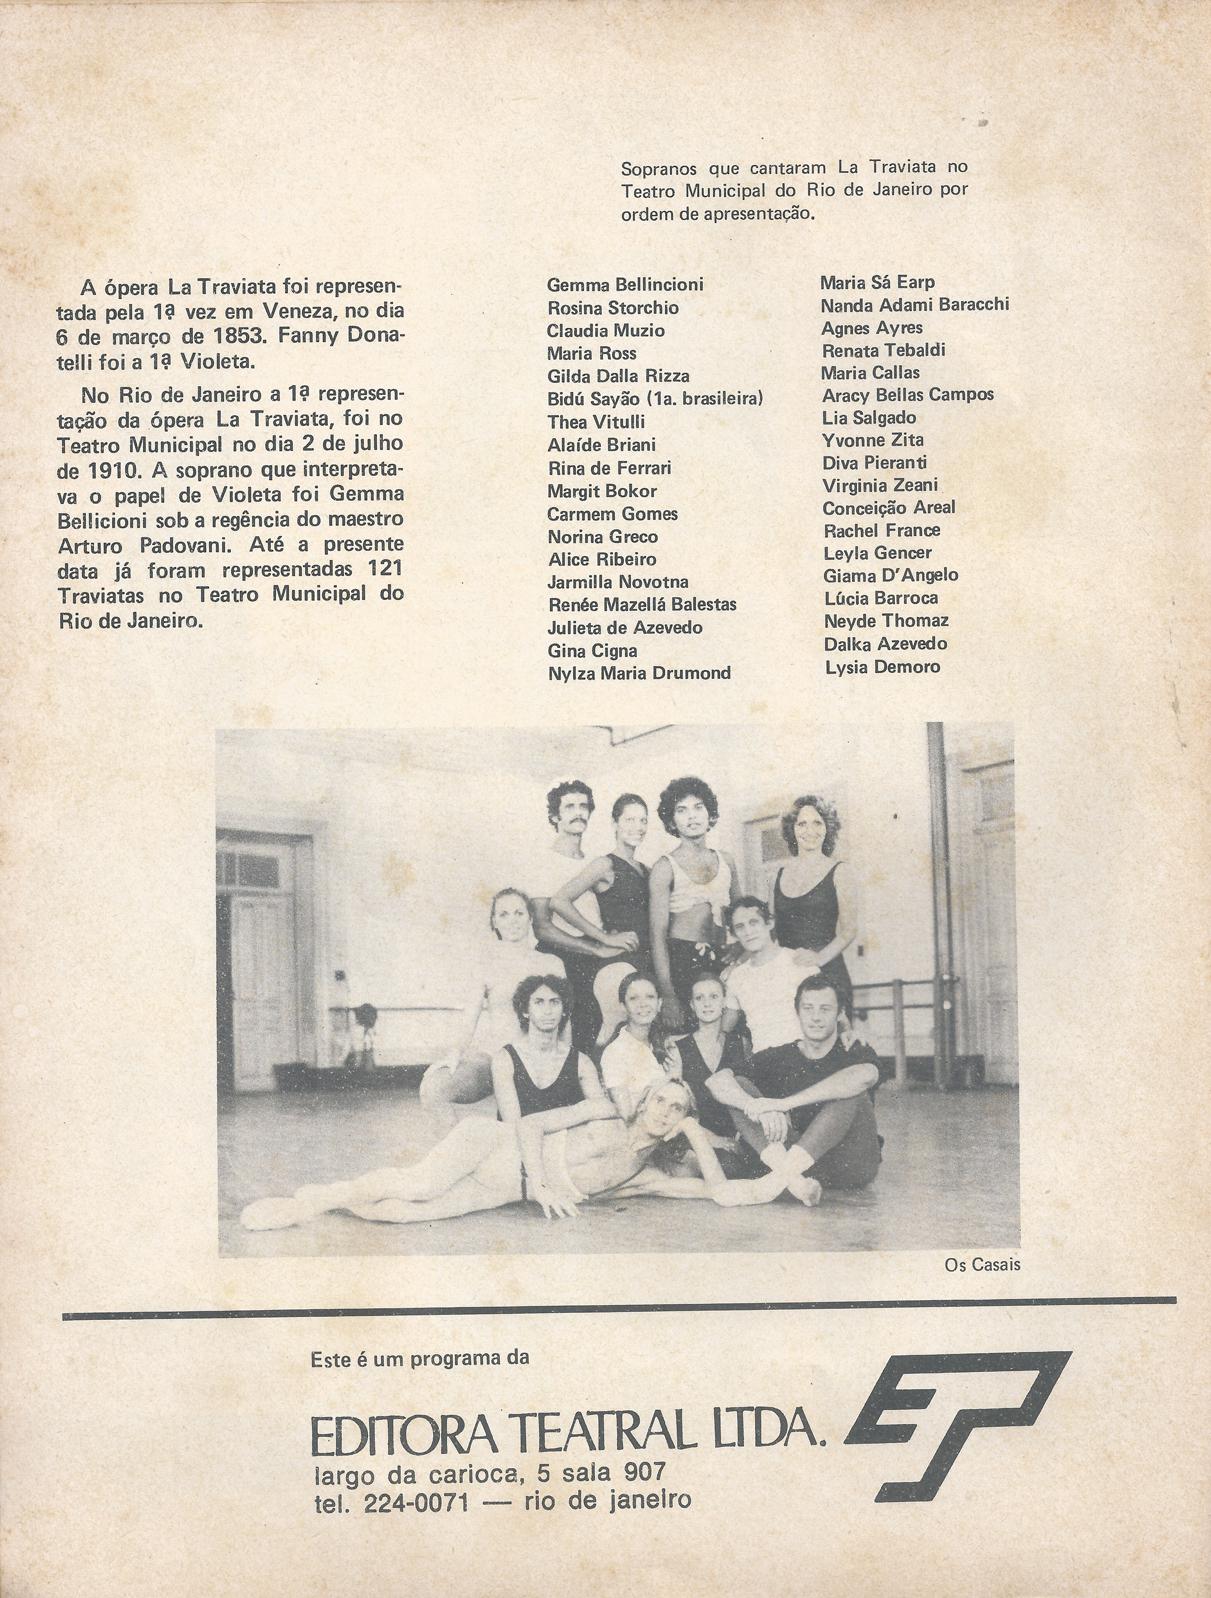 Sopranos que cantaram La Traviata no
Teatro Municipal do Rio de Janeiro por
ordem de apresentação.
A ópera La Traviata foi represen-
tada pela 1ª vez em Veneza, no dia
6 de março de 1853. Fanny Dona-
telli foi a 1ª Violeta.
No Rio de Janeiro a 1ª represen-
tação da ópera La Traviata, foi no
Teatro Municipal no dia 2 de julho
de 1910. A soprano que interpreta-
va o papel de Violeta foi Gemma
Bellicioni sob a regência do maestro
Arturo Padovani. Até a presente
data já foram representadas 121
Traviatas no Teatro Municipal do
Rio de Janeiro.
Gemma Bellincioni
Rosina Storchio
Claudia Muzio
Maria Ross
Gilda Dalla Rizza
Bidú Sayão (1a. brasileira)
Thea Vitulli
Alaíde Briani
Rina de Ferrari
Margit Bokor
Carmem Gomes
Norina Greco
Alice Ribeiro
Jarmilla Novotna
Renée Mazellá Balestas
Julieta de Azevedo
Gina Cigna
Nylza Maria Drumond
Maria Sá Earp
Nanda Adami Baracchi
Agnes Ayres
Renata Tebaldi
Maria Callas
Aracy Bellas Campos
Lia Salgado
Yvonne Zita
Diva Pieranti
Virginia Zeani
Conceição Areal
Rachel France
Leyla Gencer
Giama D'Angelo
Lúcia Barroca
Neyde Thomaz
Dalka Azevedo
Lysia Demoro
Os Casais
Este é um programa da
EDITORA TEATRAL LTDA.
largo da carioca, 5 sala 907
tel. 224-0071 — rio de janeiro